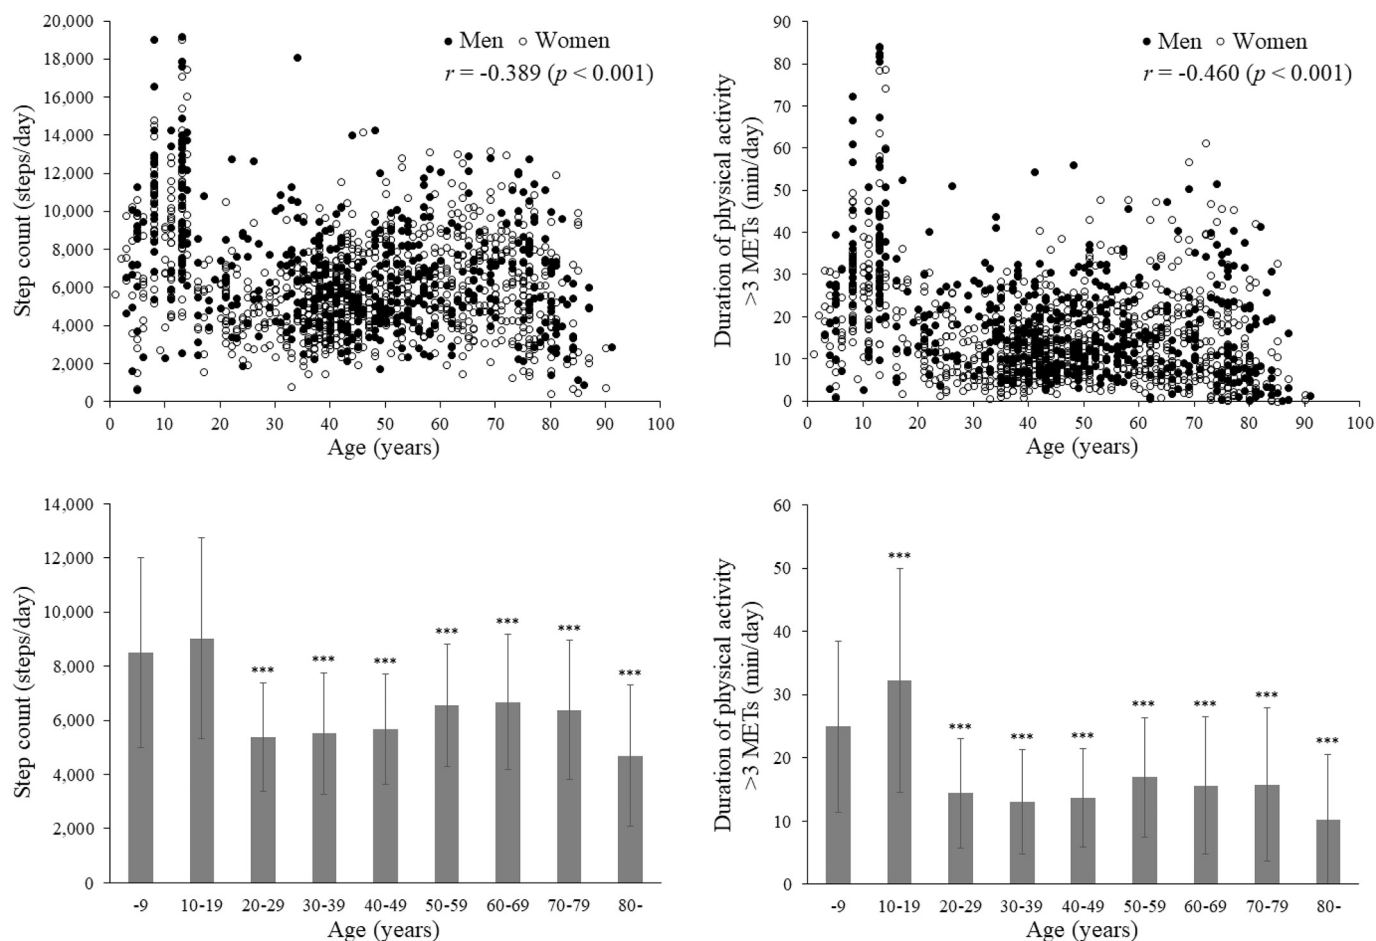 20,000
18,000
16,000
14,000
12,000
10,000
8,000
6,000
4,000
2,000
0
Step count (steps/day)
● Men ○ Women
r = -0.389 (p < 0.001)
0 10 20 30 40 50 60 70 80 90 100
Age (years)
90
80
70
60
50
40
30
20
10
0
Duration of physical activity
>3 METs (min/day)
● Men ○ Women
r = -0.460 (p < 0.001)
0 10 20 30 40 50 60 70 80 90 100
Age (years)
14,000
12,000
10,000
8,000
6,000
4,000
2,000
0
Step count (steps/day)
*** *** *** *** *** *** ***
-9 10-19 20-29 30-39 40-49 50-59 60-69 70-79 80-
Age (years)
60
50
40
30
20
10
0
Duration of physical activity
>3 METs (min/day)
*** *** *** *** *** *** *** ***
-9 10-19 20-29 30-39 40-49 50-59 60-69 70-79 80-
Age (years)